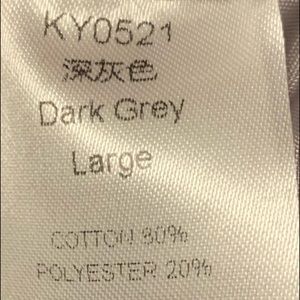 KY0521
深灰色
Dark Grey
Large
COTTON 80%
POLYESTER 20%